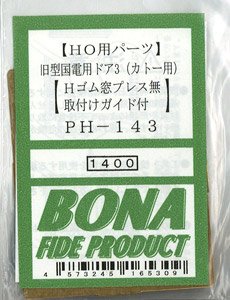 【HO用パーツ】
旧型国電用ドア3（カトー用）
【Hゴム窓プレス無
取付けガイド付】
PH-143
1400
BONA
FIDE PRODUCT
4 573245 165309